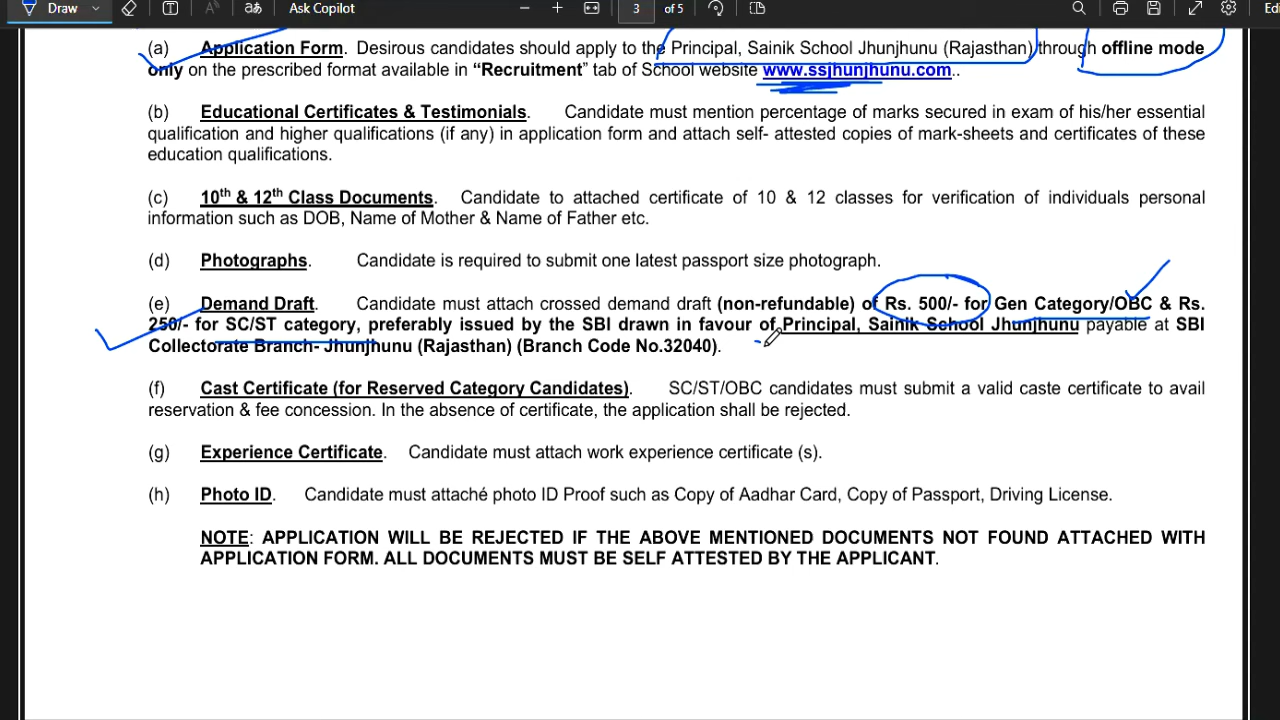 Draw
Ask Copilot
3 of 5
Edi
(a) Application Form. Desirous candidates should apply to the Principal, Sainik School Jhunjhunu (Rajasthan) through offline mode
only on the prescribed format available in “Recruitment” tab of School website www.ssjhunjhunu.com..
(b) Educational Certificates & Testimonials. Candidate must mention percentage of marks secured in exam of his/her essential
qualification and higher qualifications (if any) in application form and attach self- attested copies of mark-sheets and certificates of these
education qualifications.
(c) 10th & 12th Class Documents. Candidate to attached certificate of 10 & 12 classes for verification of individuals personal
information such as DOB, Name of Mother & Name of Father etc.
(d) Photographs. Candidate is required to submit one latest passport size photograph.
(e) Demand Draft. Candidate must attach crossed demand draft (non-refundable) of Rs. 500/- for Gen Category/OBC & Rs.
250/- for SC/ST category, preferably issued by the SBI drawn in favour of Principal, Sainik School Jhunjhunu payable at SBI
Collectorate Branch- Jhunjhunu (Rajasthan) (Branch Code No.32040).
(f) Cast Certificate (for Reserved Category Candidates). SC/ST/OBC candidates must submit a valid caste certificate to avail
reservation & fee concession. In the absence of certificate, the application shall be rejected.
(g) Experience Certificate. Candidate must attach work experience certificate (s).
(h) Photo ID. Candidate must attaché photo ID Proof such as Copy of Aadhar Card, Copy of Passport, Driving License.
NOTE: APPLICATION WILL BE REJECTED IF THE ABOVE MENTIONED DOCUMENTS NOT FOUND ATTACHED WITH
APPLICATION FORM. ALL DOCUMENTS MUST BE SELF ATTESTED BY THE APPLICANT.